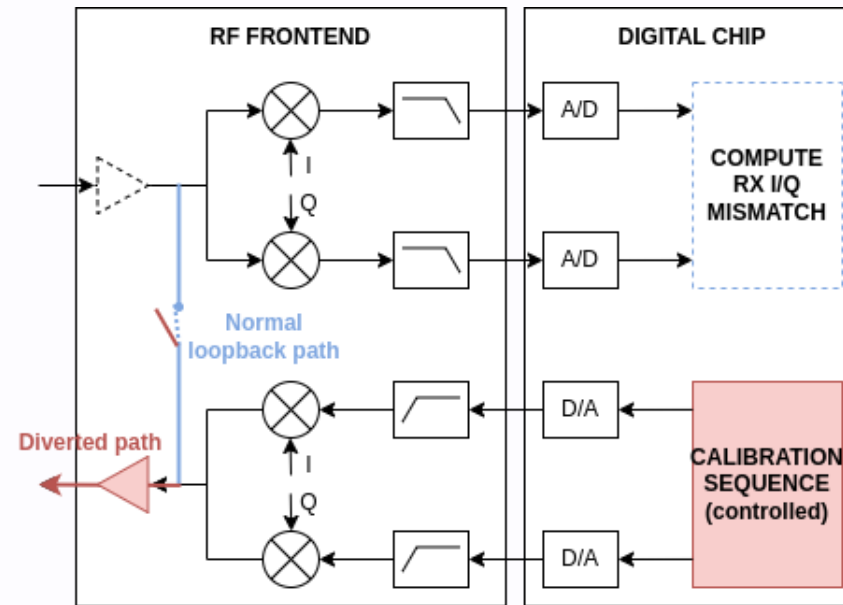 RF FRONTEND
DIGITAL CHIP
A/D
I
Q
COMPUTE
RX I/Q
MISMATCH
A/D
Normal
loopback path
D/A
Diverted path
I
Q
CALIBRATION
SEQUENCE
(controlled)
D/A